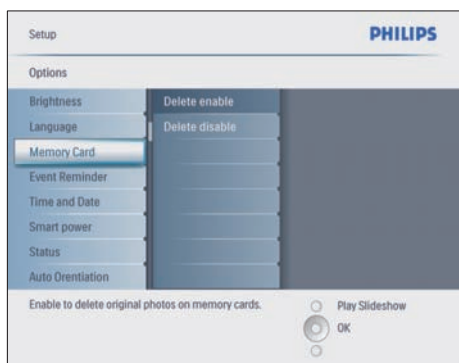 Setup
PHILIPS
Options
Brightness
Delete enable
Language
Delete disable
Memory Card
Event Reminder
Time and Date
Smart power
Status
Auto Orentiation
Enable to delete original photos on memory cards.
Play Slideshow
OK